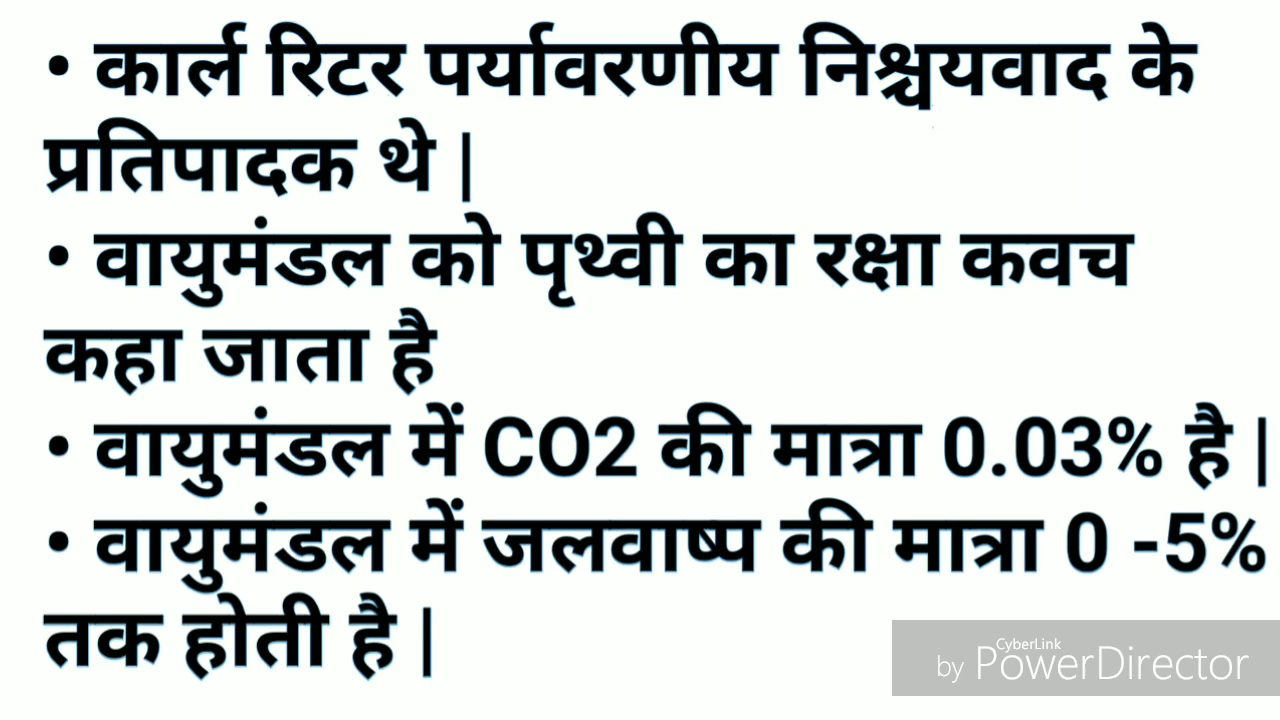 • कार्ल रिटर पर्यावरणीय निश्चयवाद के
प्रतिपादक थे |
• वायुमंडल को पृथ्वी का रक्षा कवच
कहा जाता है
• वायुमंडल में CO2 की मात्रा 0.03% है |
• वायुमंडल में जलवाष्प की मात्रा 0 -5%
तक होती है |
CyberLink
by PowerDirector